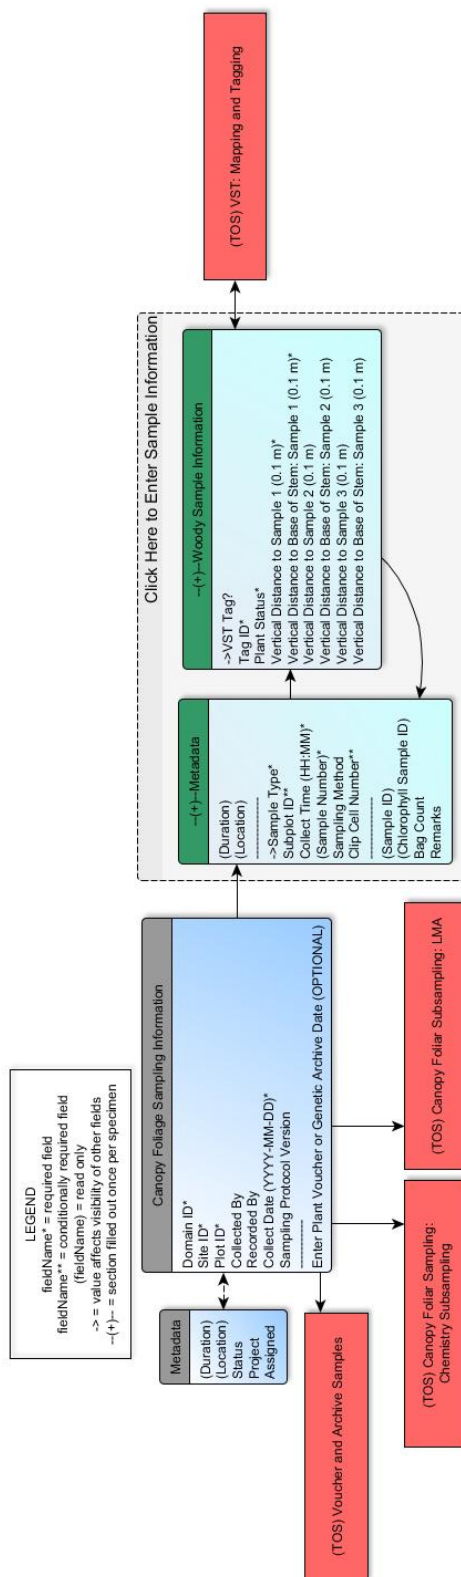 LEGEND
fieldName* = required field
fieldName** = conditionally required field
(fieldName) = read only
-> = value affects visibility of other fields
--(+)-- = section filled out once per specimen
Metadata
(Duration)
(Location)
Status
Project
Assigned
Canopy Foliage Sampling Information
Domain ID*
Site ID*
Plot ID*
Collected By
Recorded By
Collect Date (YYYY-MM-DD)*
Sampling Protocol Version
------------
Enter Plant Voucher or Genetic Archive Date (OPTIONAL)
(TOS) Voucher and Archive Samples
(TOS) Canopy Foliar Sampling:
Chemistry Subsampling
(TOS) Canopy Foliar Subsampling: LMA
Click Here to Enter Sample Information
--(+)--Metadata
(Duration)
(Location)
------------
->Sample Type*
Subplot ID**
Collect Time (HH:MM)*
(Sample Number)*
Sampling Method
Clip Cell Number**
------------
(Sample ID)
(Chlorophyll Sample ID)
Bag Count
Remarks
--(+)--Woody Sample Information
->VST Tag?
Tag ID*
Plant Status*
Vertical Distance to Sample 1 (0.1 m)*
Vertical Distance to Base of Stem: Sample 1 (0.1 m)*
Vertical Distance to Sample 2 (0.1 m)
Vertical Distance to Base of Stem: Sample 2 (0.1 m)
Vertical Distance to Sample 3 (0.1 m)
Vertical Distance to Base of Stem: Sample 3 (0.1 m)
(TOS) VST: Mapping and Tagging